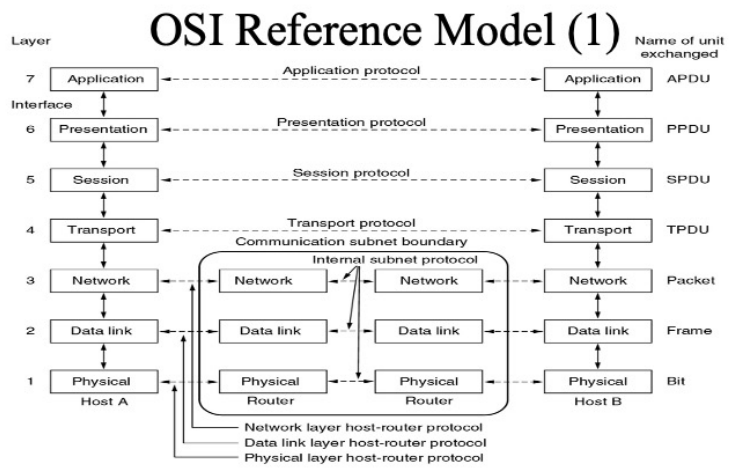 OSI Reference Model (1)
Layer
Name of unit
exchanged
7 Application Application protocol Application APDU
Interface
6 Presentation Presentation protocol Presentation PPDU
5 Session Session protocol Session SPDU
4 Transport Transport protocol Transport TPDU
Communication subnet boundary
Internal subnet protocol
3 Network Network Network Network Packet
2 Data link Data link Data link Data link Frame
1 Physical Physical Physical Physical Bit
Host A Router Router Host B
Network layer host-router protocol
Data link layer host-router protocol
Physical layer host-router protocol